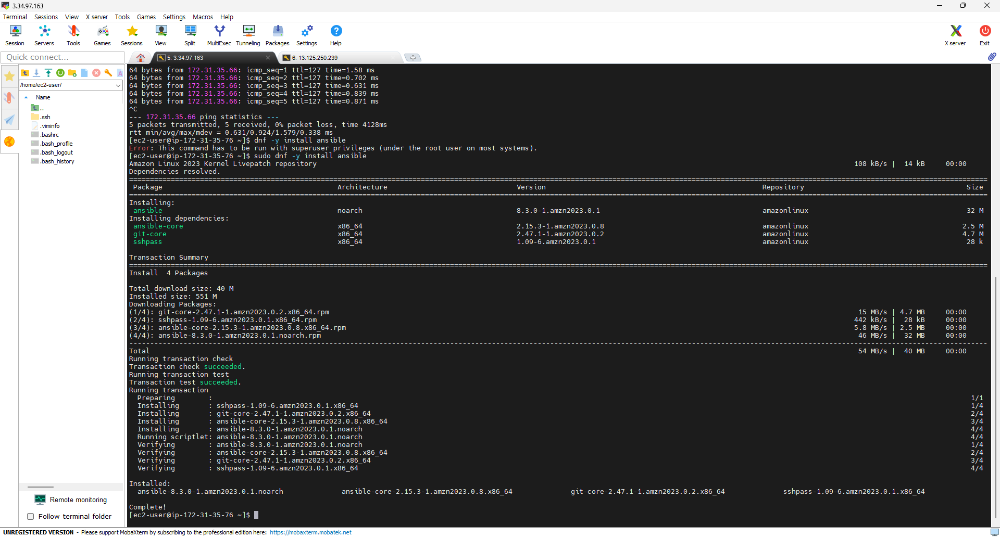 3.34.97.163
Terminal Sessions View X server Tools Games Settings Macros Help
Session Servers Tools Games Sessions View Split MultiExec Tunneling Packages Settings Help X server Exit
Quick connect...
5. 3.34.97.163
6. 13.125.250.239
/home/ec2-user/
Name
..
.ssh
.viminfo
.bashrc
.bash_profile
.bash_logout
.bash_history
Remote monitoring
Follow terminal folder
64 bytes from 172.31.35.66: icmp_seq=1 ttl=127 time=1.58 ms
64 bytes from 172.31.35.66: icmp_seq=2 ttl=127 time=0.702 ms
64 bytes from 172.31.35.66: icmp_seq=3 ttl=127 time=0.631 ms
64 bytes from 172.31.35.66: icmp_seq=4 ttl=127 time=0.839 ms
64 bytes from 172.31.35.66: icmp_seq=5 ttl=127 time=0.871 ms
^C
--- 172.31.35.66 ping statistics ---
5 packets transmitted, 5 received, 0% packet loss, time 4128ms
rtt min/avg/max/mdev = 0.631/0.924/1.579/0.338 ms
[ec2-user@ip-172-31-35-76 ~]$ dnf -y install ansible
Error: This command has to be run with superuser privileges (under the root user on most systems).
[ec2-user@ip-172-31-35-76 ~]$ sudo dnf -y install ansible
Amazon Linux 2023 Kernel Livepatch repository 108 kB/s | 14 kB 00:00
Dependencies resolved.
Package Architecture Version Repository Size
Installing:
ansible noarch 8.3.0-1.amzn2023.0.1 amazonlinux 32 M
Installing dependencies:
ansible-core x86_64 2.15.3-1.amzn2023.0.8 amazonlinux 2.5 M
git-core x86_64 2.47.1-1.amzn2023.0.2 amazonlinux 4.7 M
sshpass x86_64 1.09-6.amzn2023.0.1 amazonlinux 28 k
Transaction Summary
Install 4 Packages
Total download size: 40 M
Installed size: 551 M
Downloading Packages:
(1/4): git-core-2.47.1-1.amzn2023.0.2.x86_64.rpm 15 MB/s | 4.7 MB 00:00
(2/4): sshpass-1.09-6.amzn2023.0.1.x86_64.rpm 442 kB/s | 28 kB 00:00
(3/4): ansible-core-2.15.3-1.amzn2023.0.8.x86_64.rpm 5.8 MB/s | 2.5 MB 00:00
(4/4): ansible-8.3.0-1.amzn2023.0.1.noarch.rpm 46 MB/s | 32 MB 00:00
Total 54 MB/s | 40 MB 00:00
Running transaction check
Transaction check succeeded.
Running transaction test
Transaction test succeeded.
Running transaction
Preparing : 1/1
Installing : sshpass-1.09-6.amzn2023.0.1.x86_64 1/4
Installing : git-core-2.47.1-1.amzn2023.0.2.x86_64 2/4
Installing : ansible-core-2.15.3-1.amzn2023.0.8.x86_64 3/4
Installing : ansible-8.3.0-1.amzn2023.0.1.noarch 4/4
Running scriptlet: ansible-8.3.0-1.amzn2023.0.1.noarch 4/4
Verifying : ansible-8.3.0-1.amzn2023.0.1.noarch 1/4
Verifying : ansible-core-2.15.3-1.amzn2023.0.8.x86_64 2/4
Verifying : git-core-2.47.1-1.amzn2023.0.2.x86_64 3/4
Verifying : sshpass-1.09-6.amzn2023.0.1.x86_64 4/4
Installed:
ansible-8.3.0-1.amzn2023.0.1.noarch ansible-core-2.15.3-1.amzn2023.0.8.x86_64 git-core-2.47.1-1.amzn2023.0.2.x86_64 sshpass-1.09-6.amzn2023.0.1.x86_64
Complete!
[ec2-user@ip-172-31-35-76 ~]$
UNREGISTERED VERSION - Please support MobaXterm by subscribing to the professional edition here: https://mobaxterm.mobatek.net